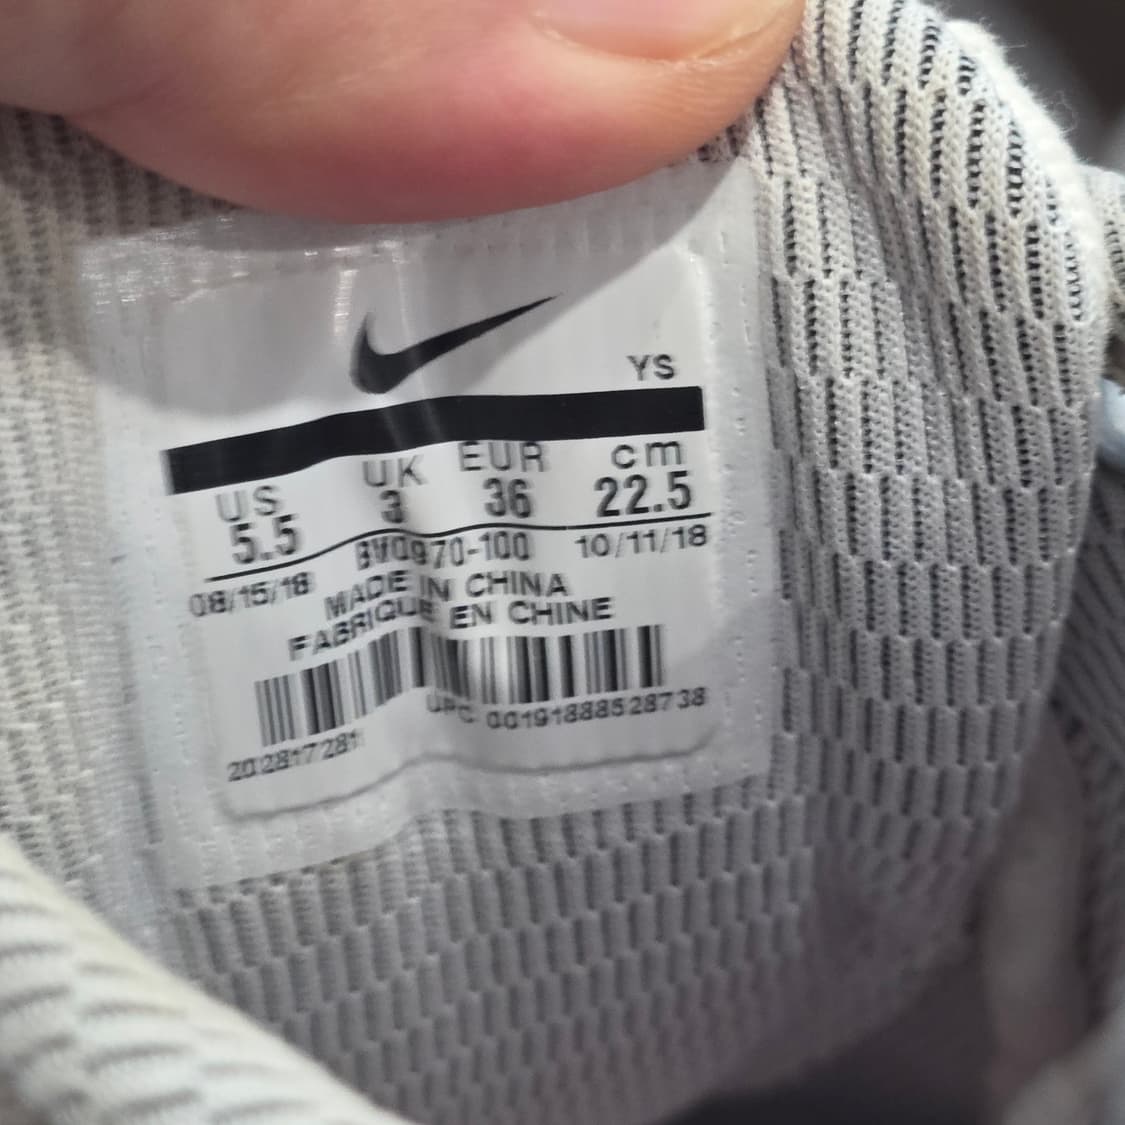 YS
US UK EUR cm
5.5 3 36 22.5
08/15/18 BV0970-100 10/11/18
MADE IN CHINA
FABRIQUE EN CHINE
UPC 00191888528738
202817281